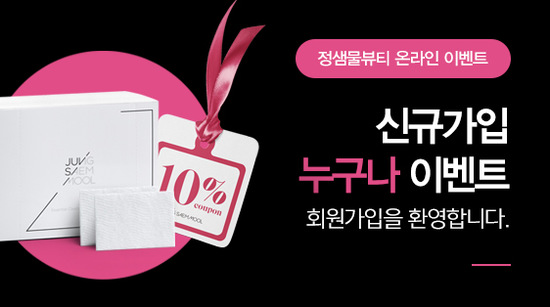 정샘물뷰티 온라인 이벤트
신규가입
누구나 이벤트
회원가입을 환영합니다.
JUNG
SAEM
MOOL
10%
coupon
SAEM-MOOL